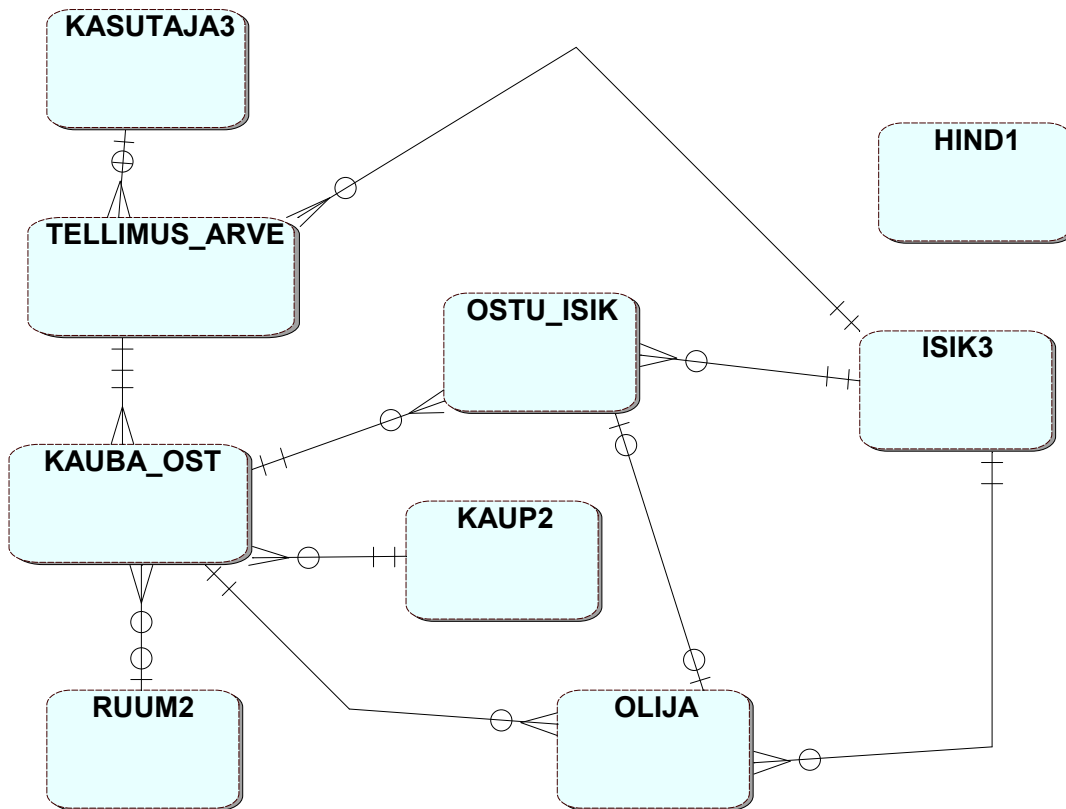 KASUTAJA3
HIND1
TELLIMUS_ARVE
OSTU_ISIK
ISIK3
KAUBA_OST
KAUP2
RUUM2
OLIJA